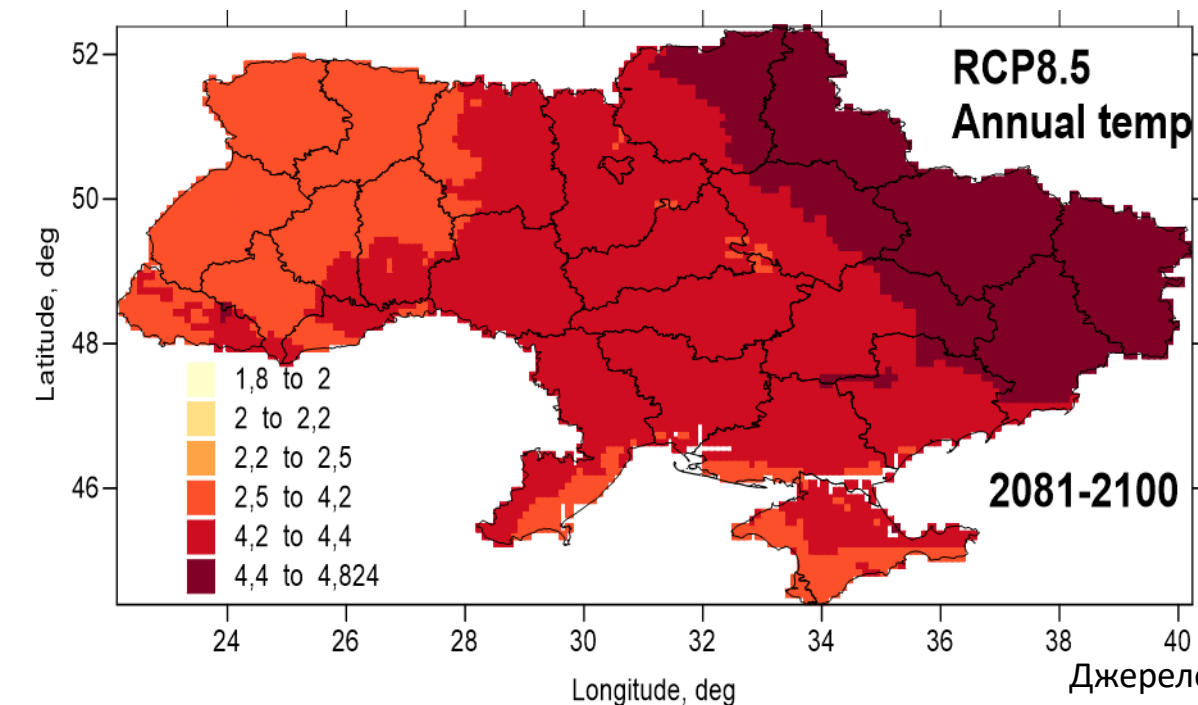 RCP8.5
Annual temp
52
50
48
46
Latitude, deg
1,8 to 2
2 to 2,2
2,2 to 2,5
2,5 to 4,2
4,2 to 4,4
4,4 to 4,824
2081-2100
24 26 28 30 32 34 36 38 40
Longitude, deg